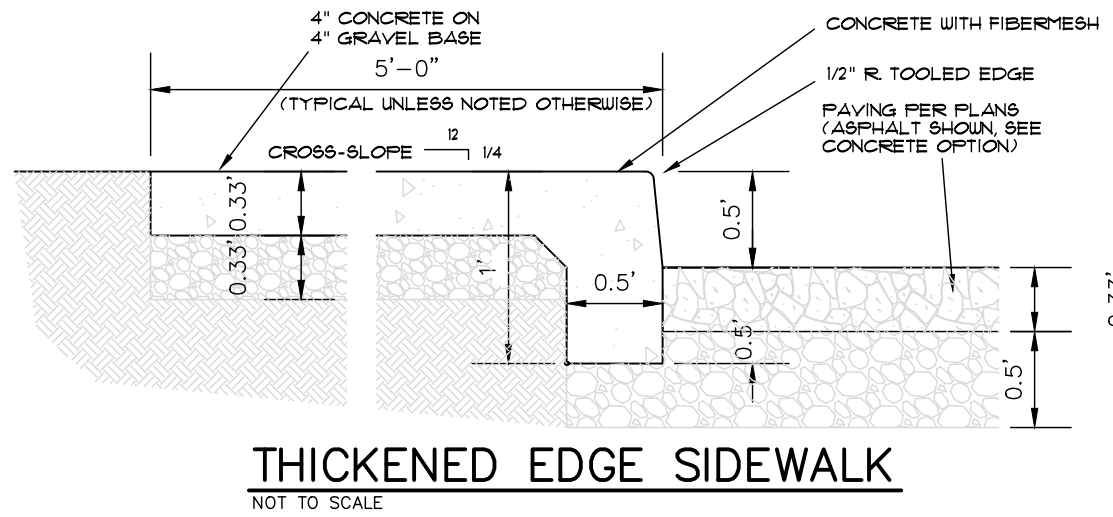 4" CONCRETE ON
4" GRAVEL BASE
5'-0"
(TYPICAL UNLESS NOTED OTHERWISE)
CONCRETE WITH FIBERMESH
1/2" R. TOOLED EDGE
PAVING PER PLANS
(ASPHALT SHOWN, SEE
CONCRETE OPTION)
CROSS-SLOPE 12 1/4
0.33'
0.33'
1'
0.5'
0.5'
0.5'
0.5'
THICKENED EDGE SIDEWALK
NOT TO SCALE